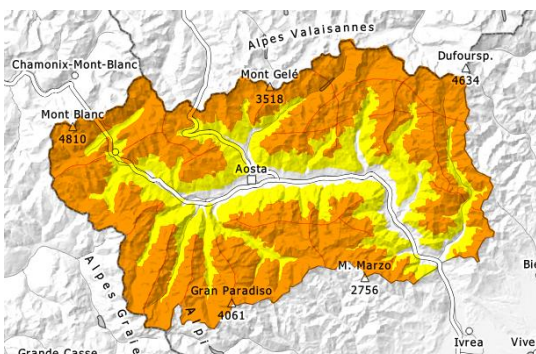 Alpes Valaisannes
Chamonix-Mont-Blanc
Dufoursp.
4634
Mont Gelé
3518
Mont Blanc
4810
Aosta
Alpes Graie
Alpi
Gran Paradiso
4061
M. Marzo
2756
Ivrea
Grande Casse